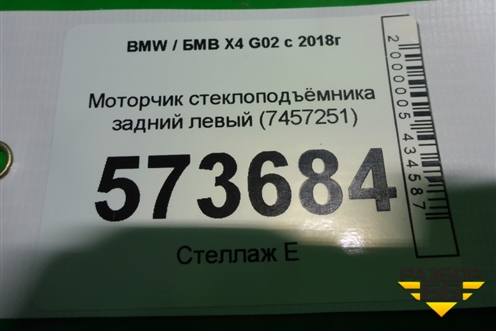 BMW / БМВ X4 G02 с 2018г
Моторчик стеклоподъёмника
задний левый (7457251)
573684
Стеллаж Е
2000005434587